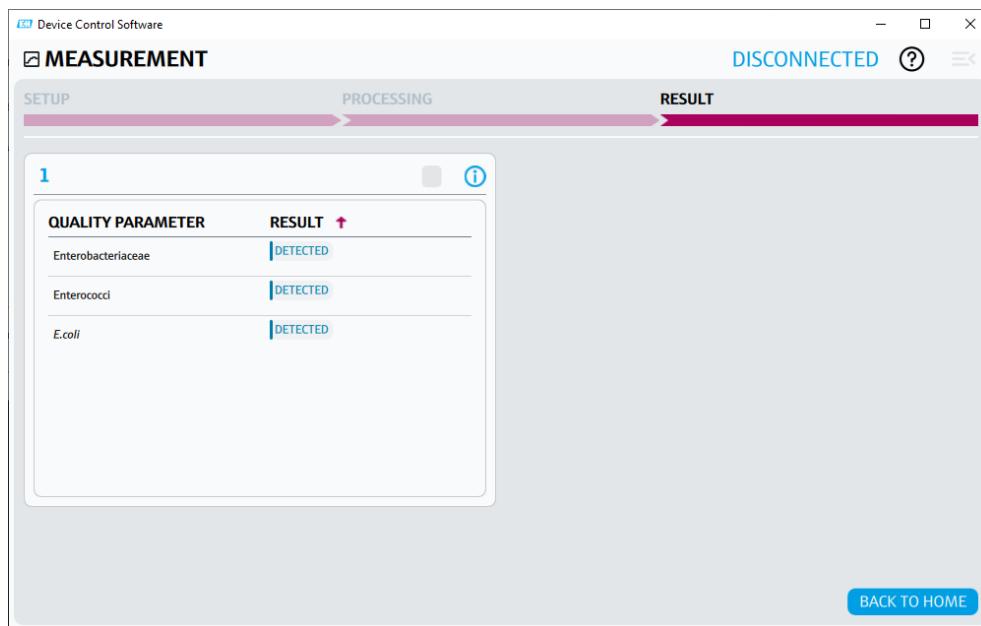 Device Control Software
MEASUREMENT
DISCONNECTED
SETUP
PROCESSING
RESULT
1
QUALITY PARAMETER RESULT
Enterobacteriaceae DETECTED
Enterococci DETECTED
E.coli DETECTED
BACK TO HOME